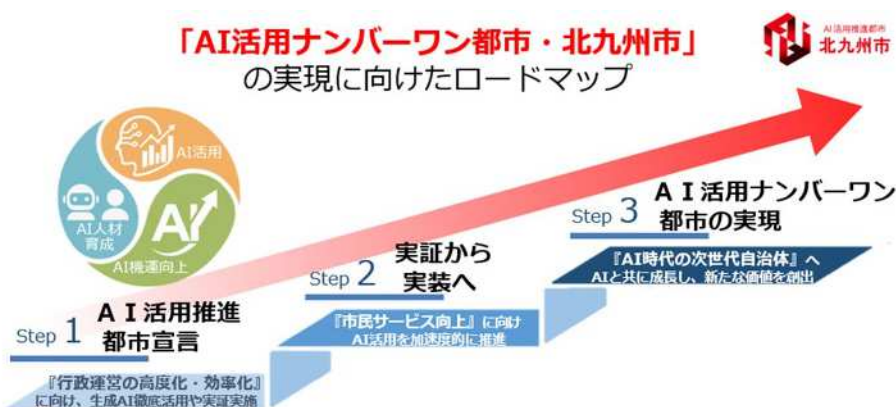 「AI活用ナンバーワン都市・北九州市」
の実現に向けたロードマップ
AI活用推進都市
北九州市
AI活用
AI人材
育成
AI
AI機運向上
Step 1
ＡＩ活用推進
都市宣言
『行政運営の高度化・効率化』
に向け、生成AI徹底活用や実証実施
Step 2
実証から
実装へ
『市民サービス向上』に向け
AI活用を加速度的に推進
Step 3
ＡＩ活用ナンバーワン
都市の実現
『AI時代の次世代自治体』へ
AIと共に成長し、新たな価値を創出